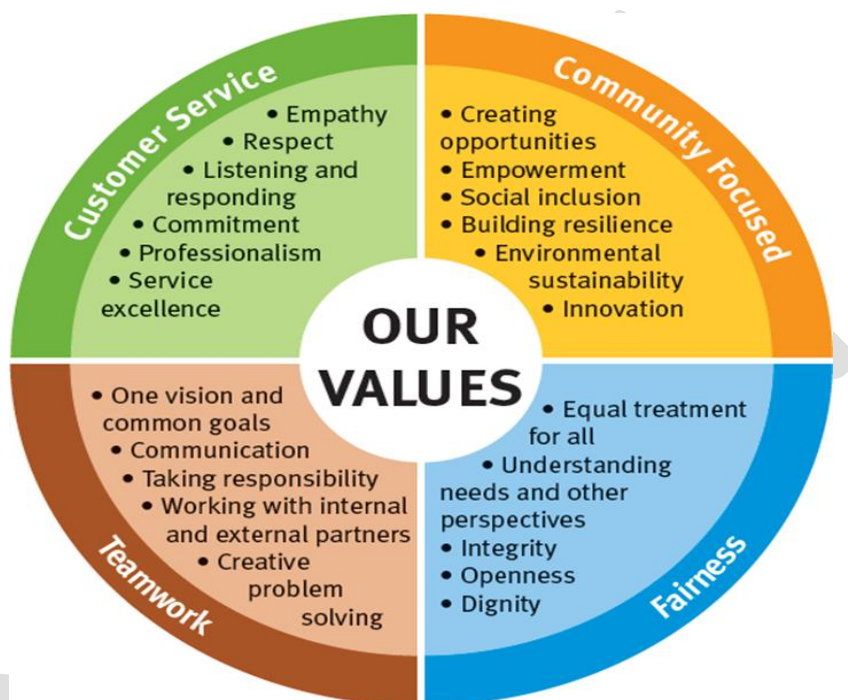 Customer Service
• Empathy
• Respect
• Listening and
responding
• Commitment
• Professionalism
• Service
excellence
Community Focused
• Creating
opportunities
• Empowerment
• Social inclusion
• Building resilience
• Environmental
sustainability
• Innovation
OUR
VALUES
Teamwork
• One vision and
common goals
• Communication
• Taking responsibility
• Working with internal
and external partners
• Creative
problem
solving
Fairness
• Equal treatment
for all
• Understanding
needs and other
perspectives
• Integrity
• Openness
• Dignity